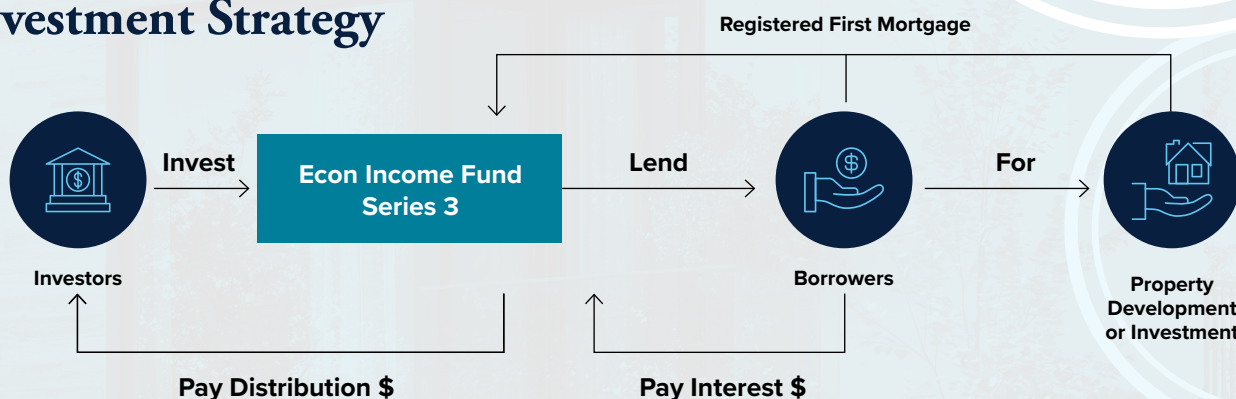 vestment Strategy
Registered First Mortgage
Invest
Econ Income Fund
Series 3
Lend
For
$
$
Investors
Borrowers
Property
Development
or Investment
Pay Distribution $
Pay Interest $